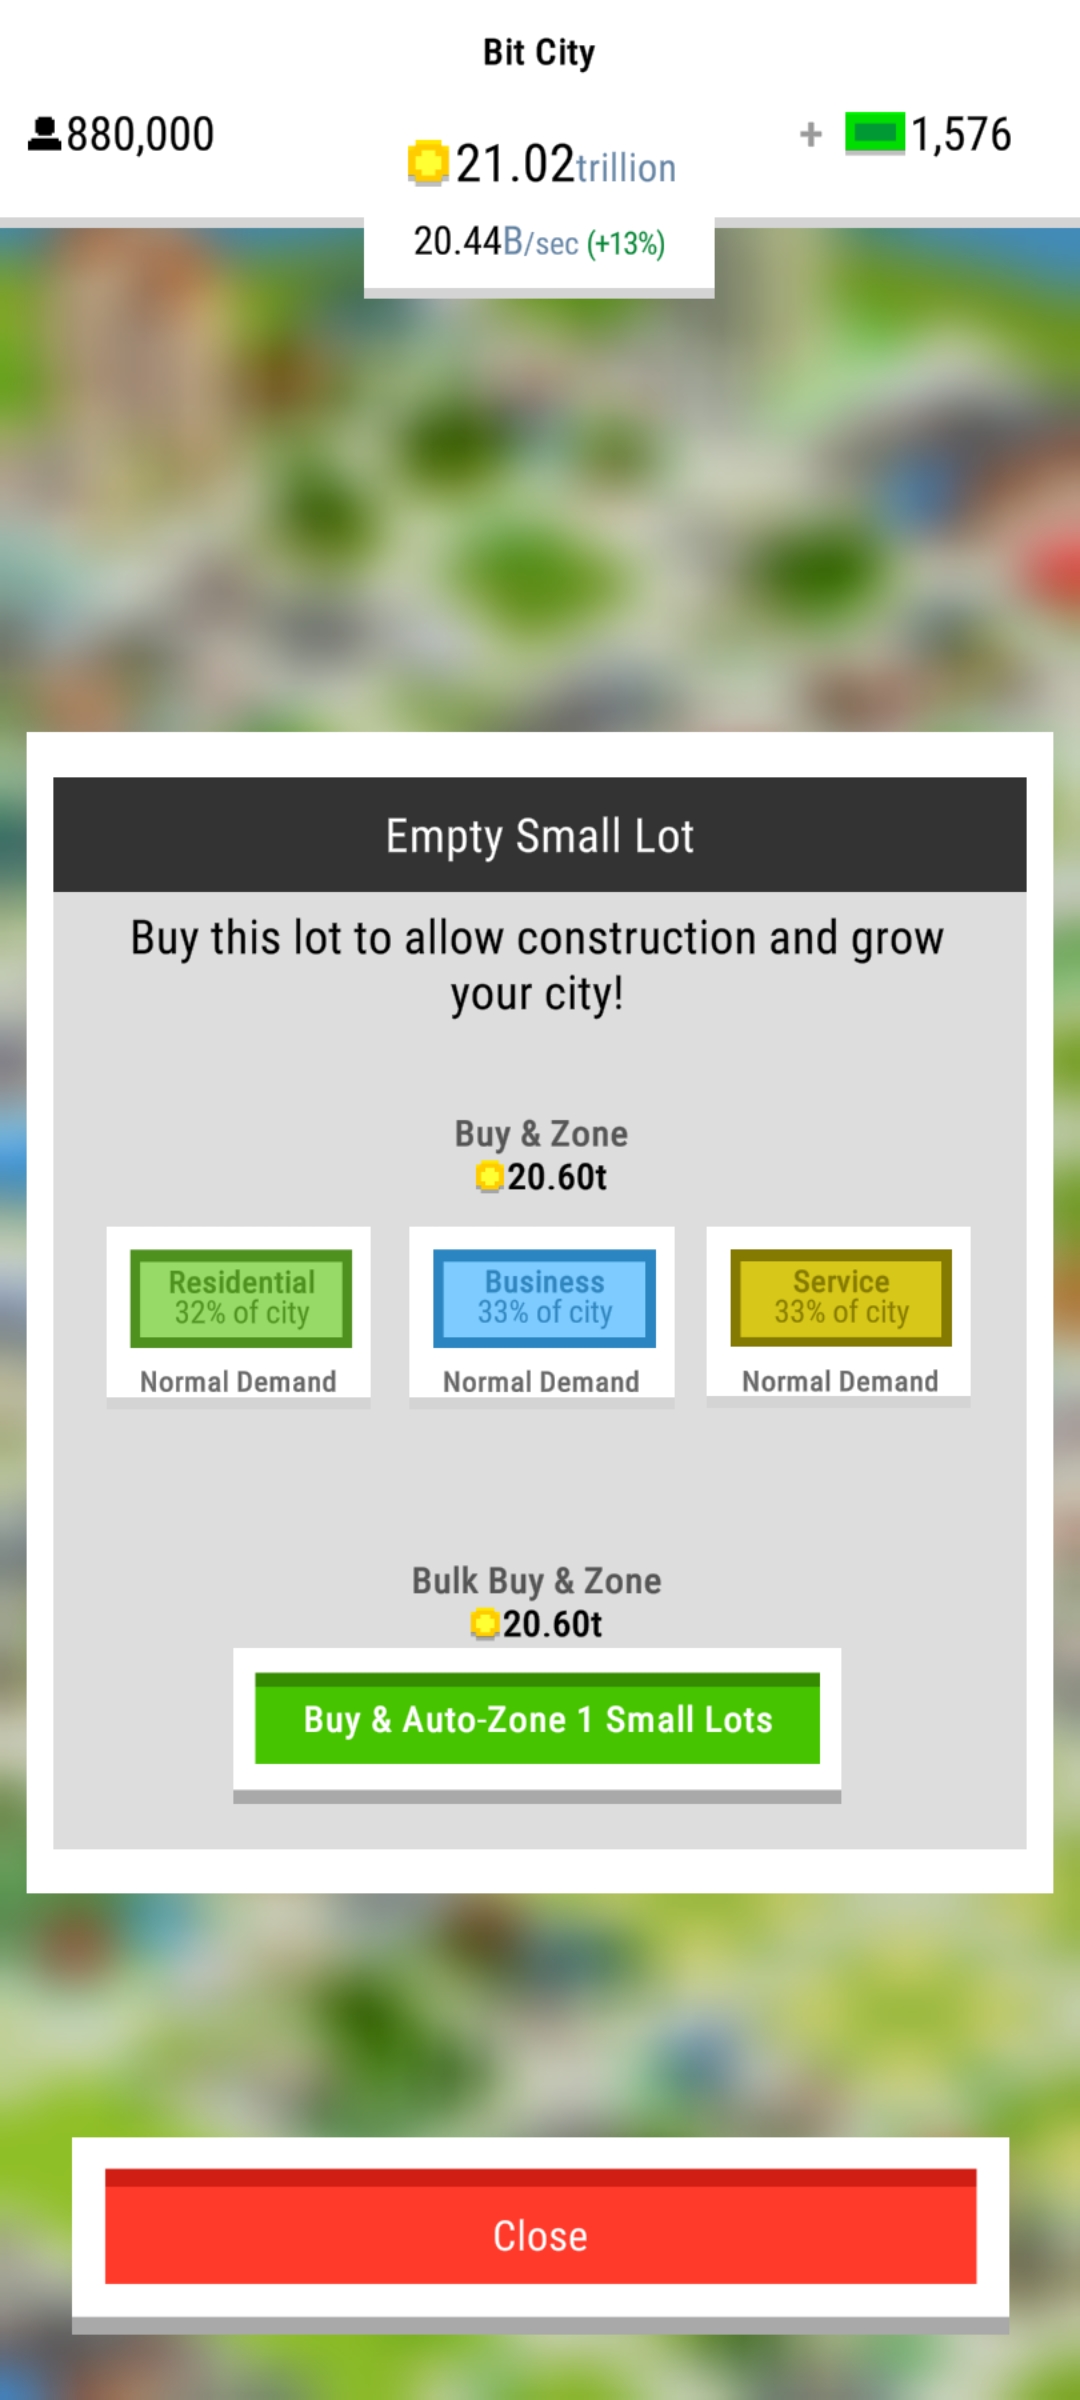 Bit City
880,000
21.02trillion
+ 1,576
20.44B/sec (+13%)
Empty Small Lot
Buy this lot to allow construction and grow
your city!
Buy & Zone
20.60t
Residential
32% of city
Normal Demand
Business
33% of city
Normal Demand
Service
33% of city
Normal Demand
Bulk Buy & Zone
20.60t
Buy & Auto-Zone 1 Small Lots
Close